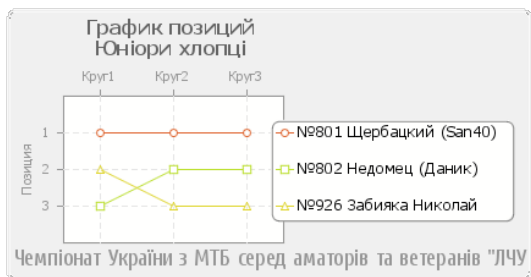 График позиций
Юніори хлопці
Круг1 Круг2 Круг3
Позиция
1
2
3
№801 Щербацкий (San40)
№802 Недомец (Даник)
№926 Забияка Николай
Чемпіонат України з МТБ серед аматорів та ветеранів "ЛЧУ